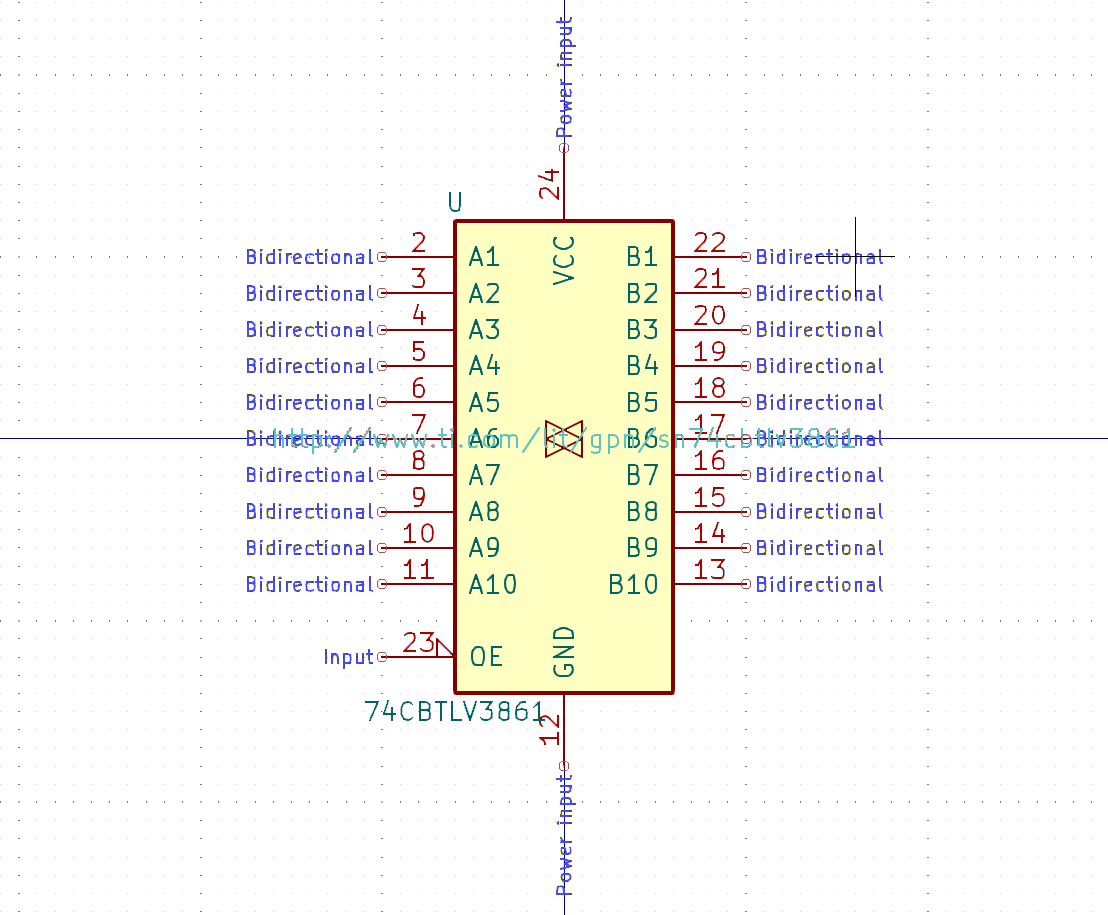 Power input
24
U
VCC
Bidirectional 2 A1 B1 22 Bidirectional
Bidirectional 3 A2 B2 21 Bidirectional
Bidirectional 4 A3 B3 20 Bidirectional
Bidirectional 5 A4 B4 19 Bidirectional
Bidirectional 6 A5 B5 18 Bidirectional
Bidirectional 7 A6 B6 17 Bidirectional
http://www.ti.com/lit/gpn/sn74cbtlv3861
Bidirectional 8 A7 B7 16 Bidirectional
Bidirectional 9 A8 B8 15 Bidirectional
Bidirectional 10 A9 B9 14 Bidirectional
Bidirectional 11 A10 B10 13 Bidirectional
Input 23 OE
GND
74CBTLV3861
12
Power input